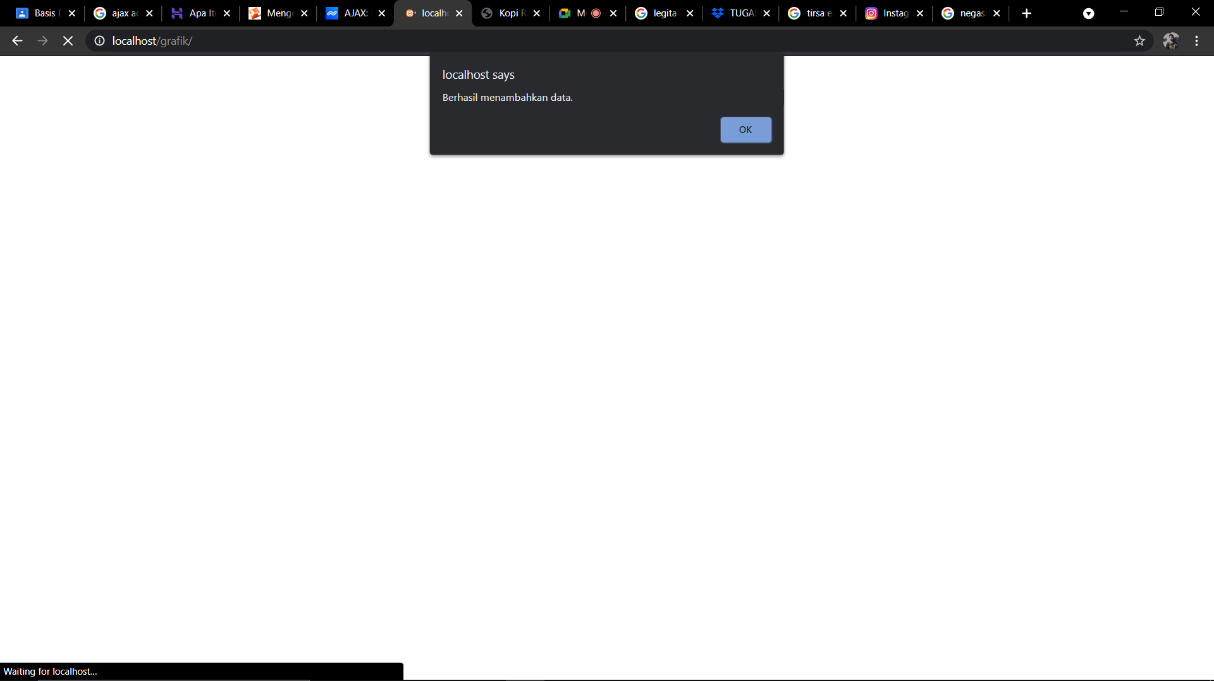 Basis
ajax a
Apa It
Meng
AJAX:
localh
Kopi R
M
legita
TUGA
tirsa e
Instag
negas
localhost/grafik/
localhost says
Berhasil menambahkan data.
OK
Waiting for localhost...